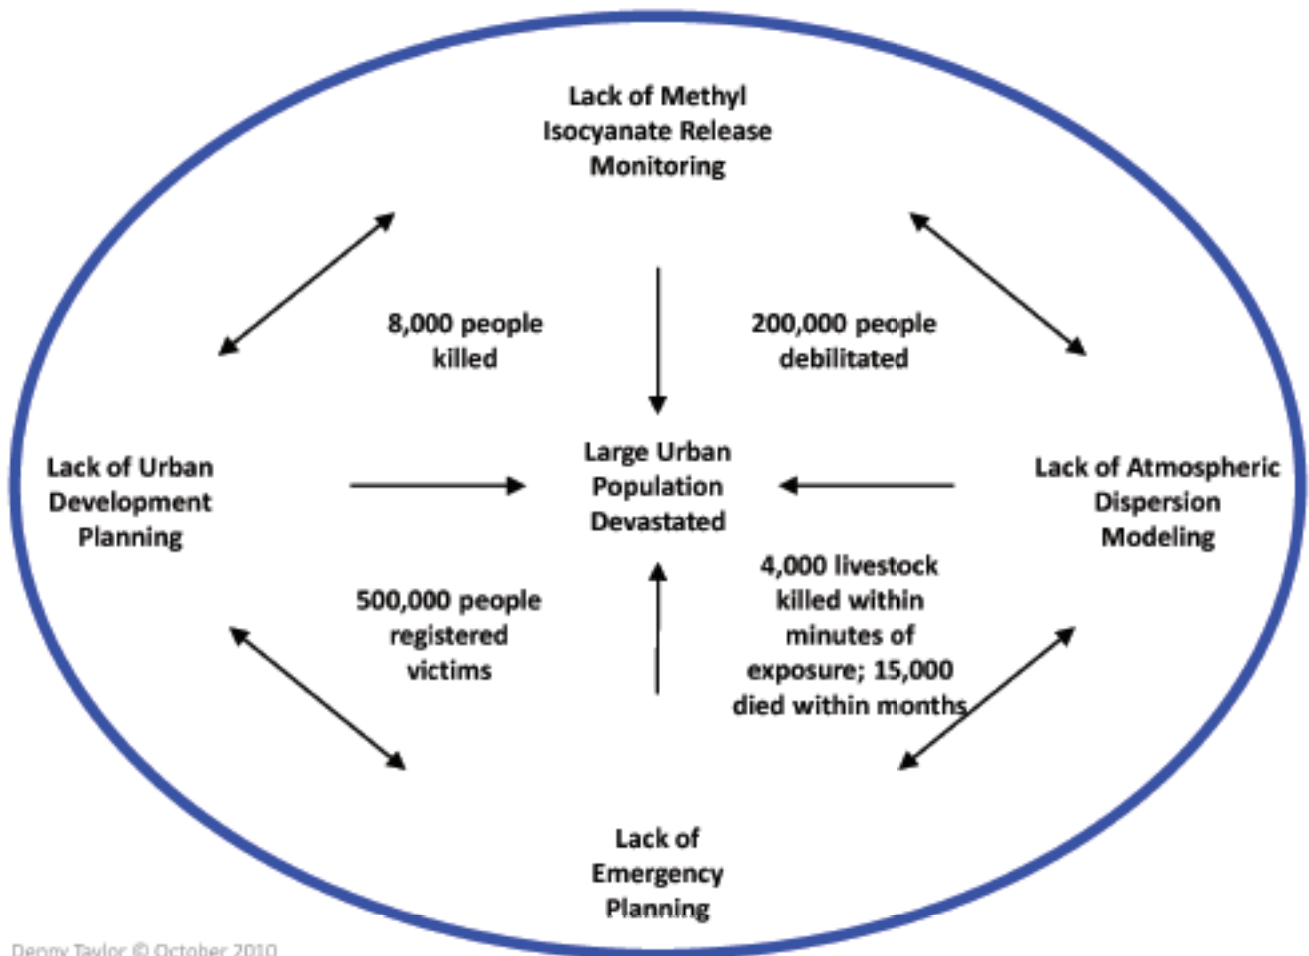 Lack of Methyl
Isocyanate Release
Monitoring
8,000 people
killed
200,000 people
debilitated
Lack of Urban
Development
Planning
Large Urban
Population
Devastated
Lack of Atmospheric
Dispersion
Modeling
500,000 people
registered
victims
4,000 livestock
killed within
minutes of
exposure; 15,000
died within months
Lack of
Emergency
Planning
Denny Taylor © October 2010